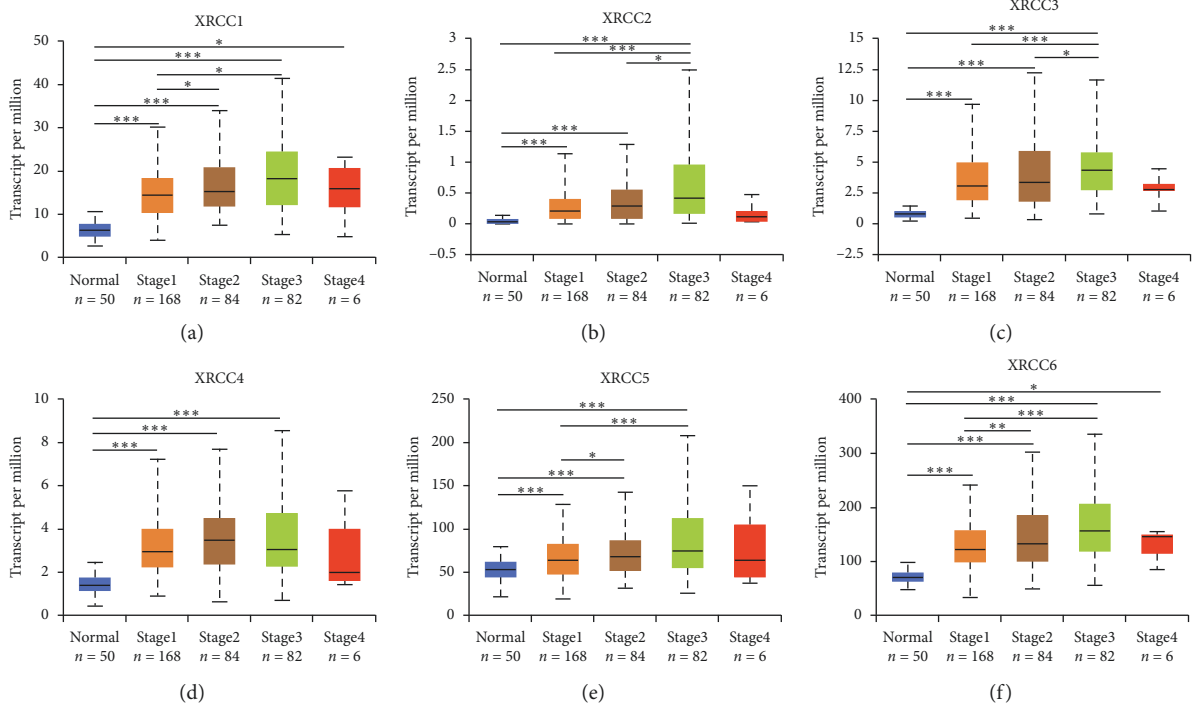 XRCC1
Transcript per million
50
40
30
20
10
0
*
***
*
*
***
***
Normal Stage1 Stage2 Stage3 Stage4
n = 50 n = 168 n = 84 n = 82 n = 6
(a)
XRCC2
Transcript per million
3
2.5
2
1.5
1
0.5
0
−0.5
***
***
*
***
***
Normal Stage1 Stage2 Stage3 Stage4
n = 50 n = 168 n = 84 n = 82 n = 6
(b)
XRCC3
Transcript per million
15
12.5
10
7.5
5
2.5
0
−2.5
***
***
*
***
***
Normal Stage1 Stage2 Stage3 Stage4
n = 50 n = 168 n = 84 n = 82 n = 6
(c)
XRCC4
Transcript per million
10
8
6
4
2
0
***
***
***
Normal Stage1 Stage2 Stage3 Stage4
n = 50 n = 168 n = 84 n = 82 n = 6
(d)
XRCC5
Transcript per million
250
200
150
100
50
0
***
***
*
***
***
Normal Stage1 Stage2 Stage3 Stage4
n = 50 n = 168 n = 84 n = 82 n = 6
(e)
XRCC6
Transcript per million
400
300
200
100
0
*
***
***
**
***
***
Normal Stage1 Stage2 Stage3 Stage4
n = 50 n = 168 n = 84 n = 82 n = 6
(f)